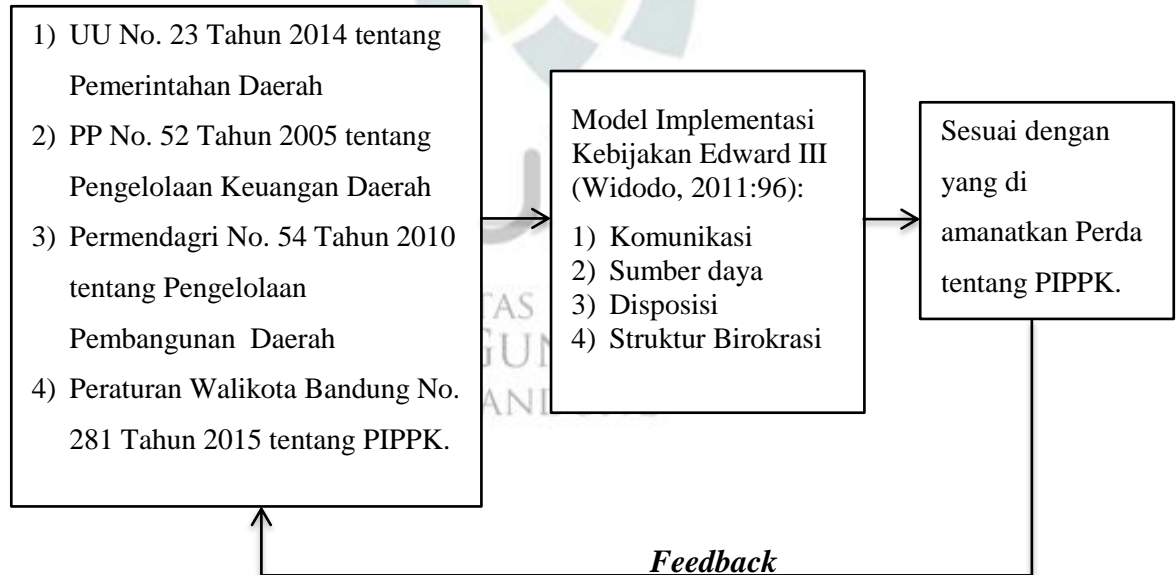 1) UU No. 23 Tahun 2014 tentang
Pemerintahan Daerah
2) PP No. 52 Tahun 2005 tentang
Pengelolaan Keuangan Daerah
3) Permendagri No. 54 Tahun 2010
tentang Pengelolaan
Pembangunan Daerah
4) Peraturan Walikota Bandung No.
281 Tahun 2015 tentang PIPPK.
Model Implementasi
Kebijakan Edward III
(Widodo, 2011:96):
1) Komunikasi
2) Sumber daya
3) Disposisi
4) Struktur Birokrasi
Sesuai dengan
yang di
amanatkan Perda
tentang PIPPK.
Feedback